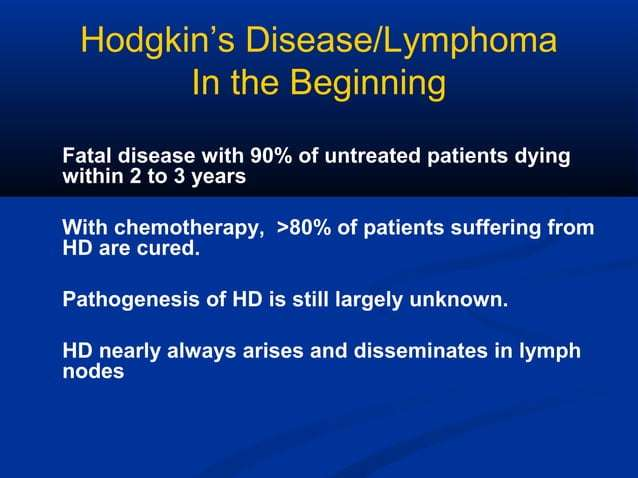 Hodgkin’s Disease/Lymphoma
In the Beginning
Fatal disease with 90% of untreated patients dying
within 2 to 3 years
With chemotherapy,  >80% of patients suffering from
HD are cured.
Pathogenesis of HD is still largely unknown.
HD nearly always arises and disseminates in lymph
nodes